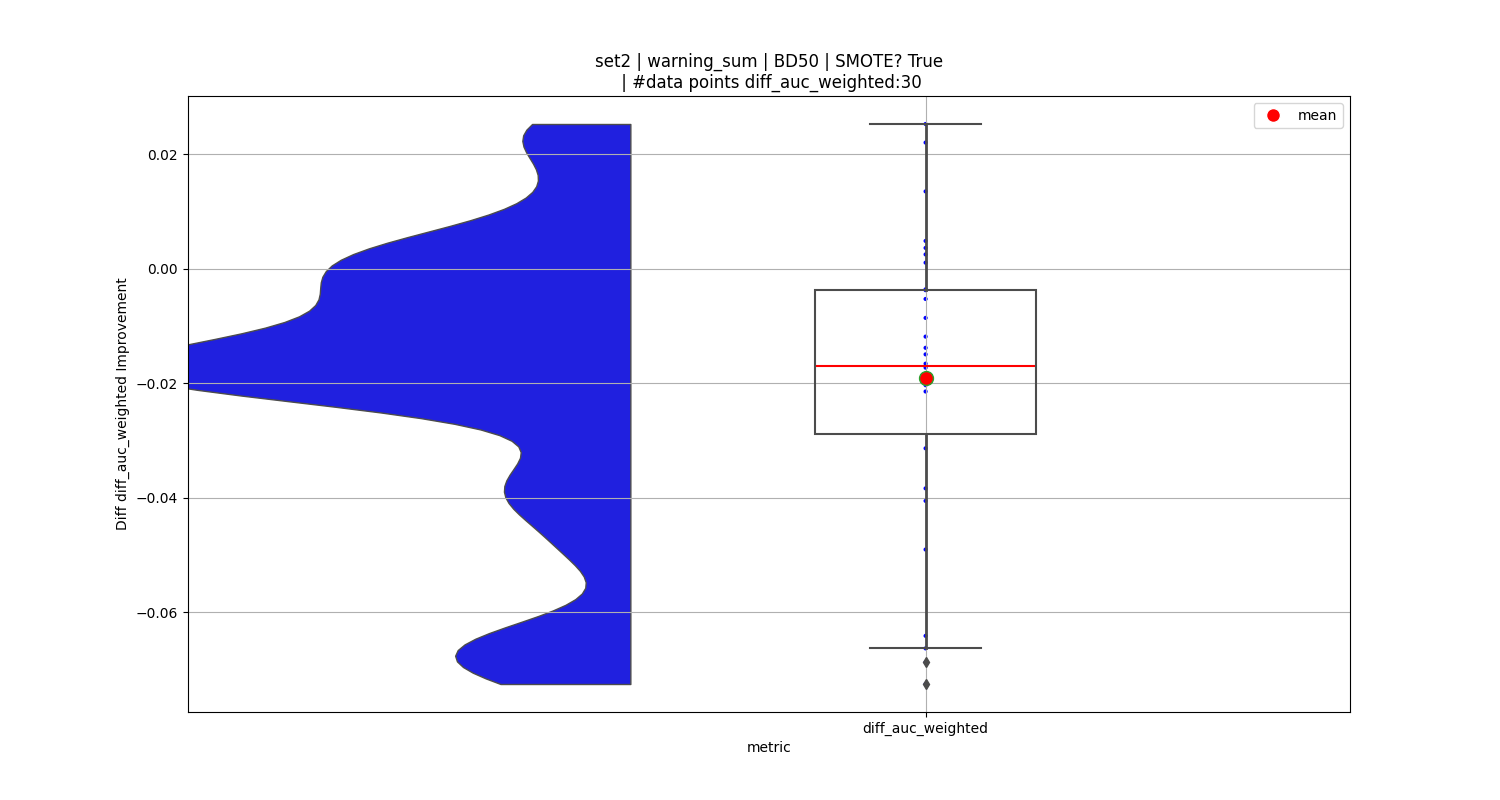 set2 | warning_sum | BD50 | SMOTE? True
| #data points diff_auc_weighted:30
mean
0.02
0.00
−0.02
−0.04
−0.06
Diff diff_auc_weighted Improvement
diff_auc_weighted
metric